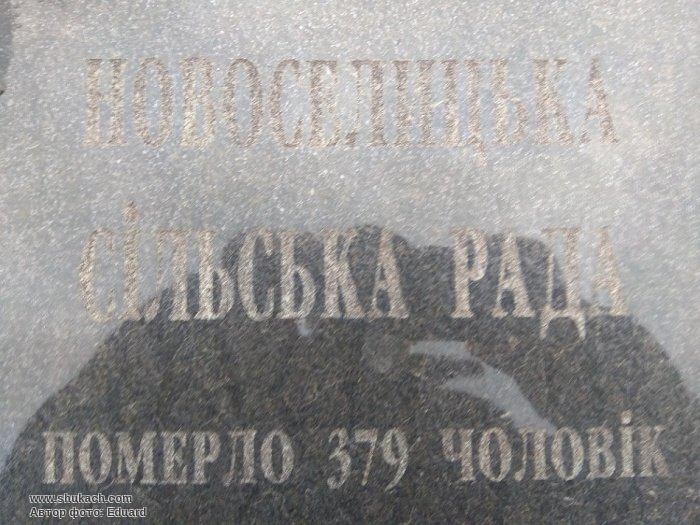 НОВОСЕЛИЦЬКА
СІЛЬСЬКА РАДА
ПОМЕРЛО 379 ЧОЛОВІК
www.shukach.com
Автор фото: Eduard